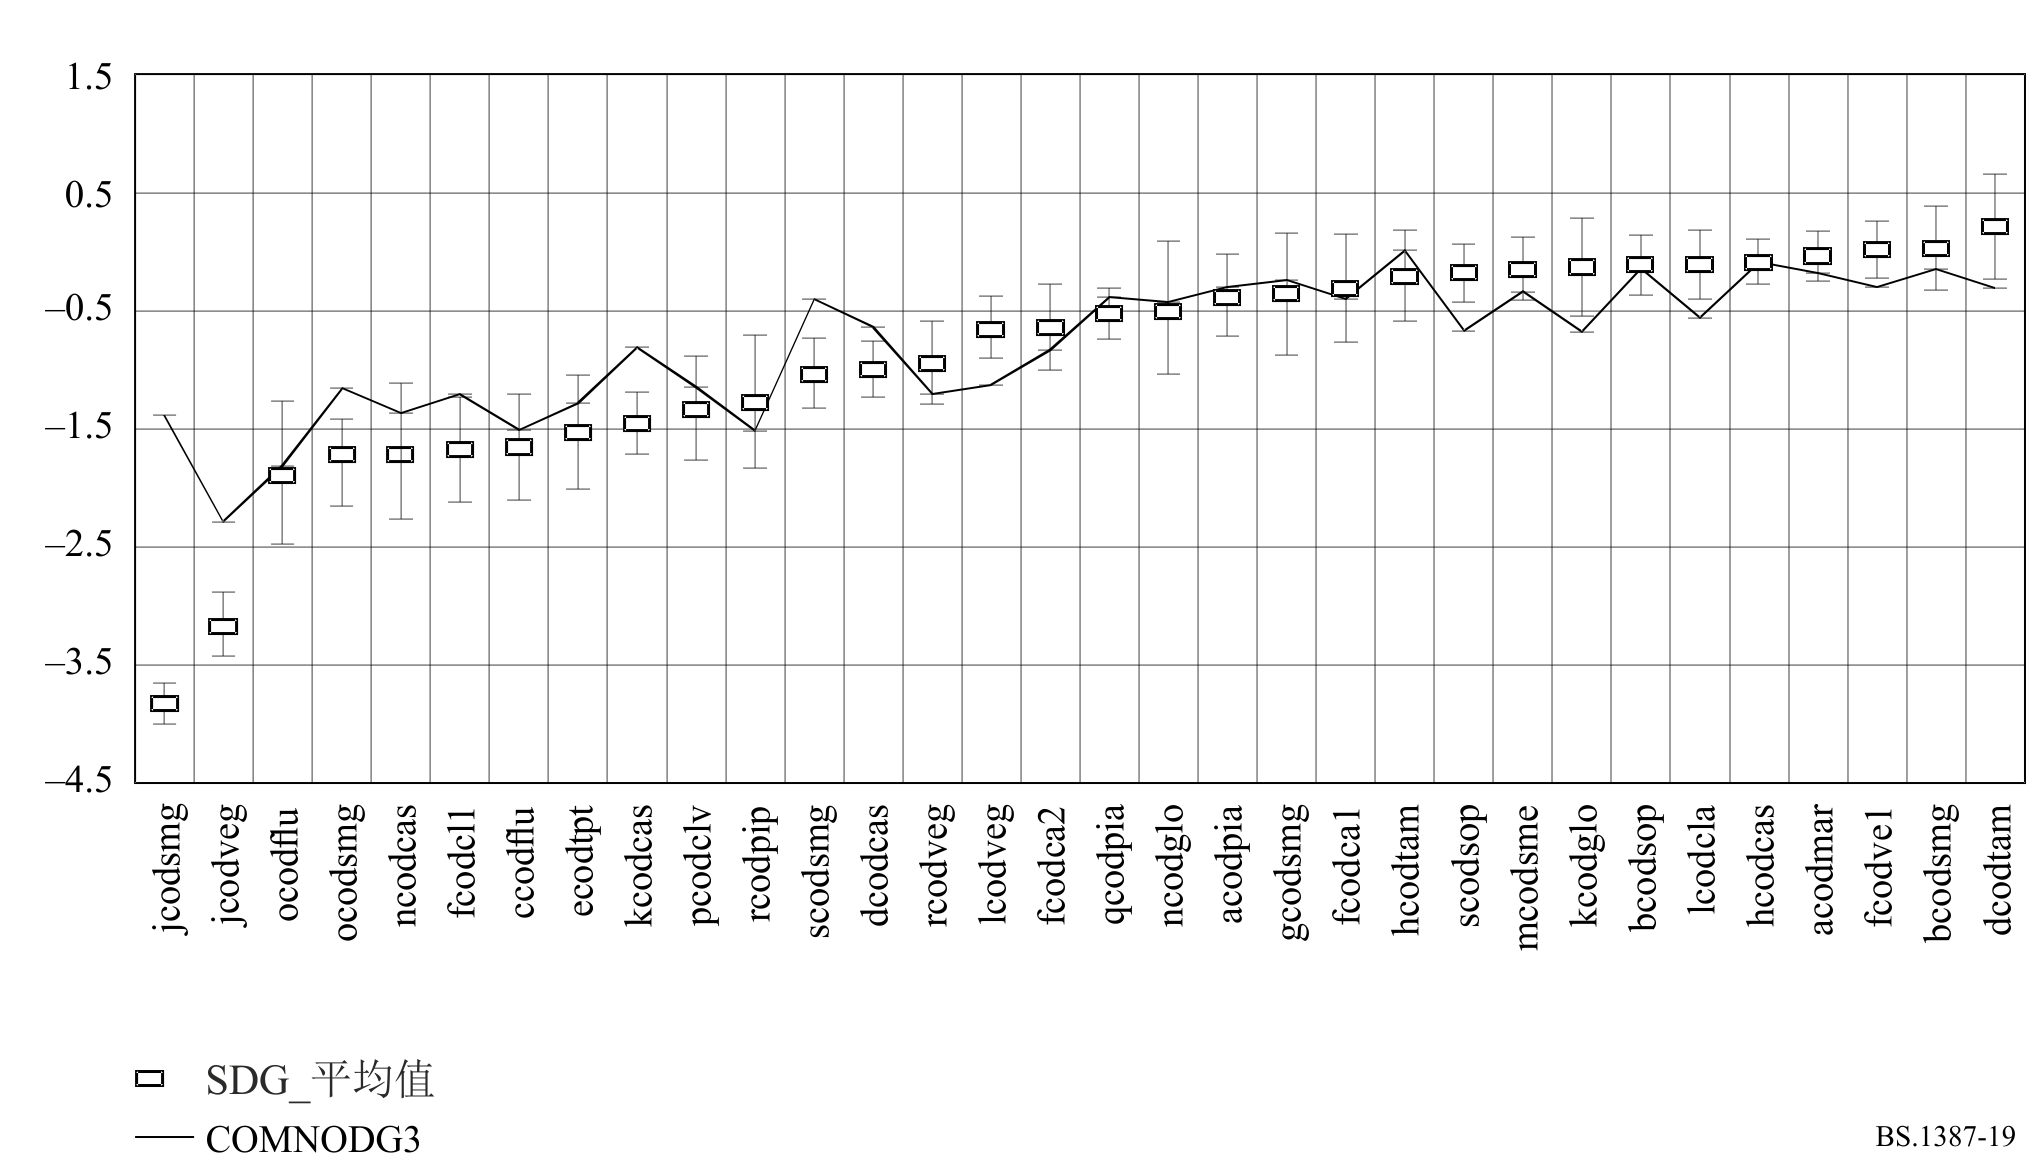 1.5
0.5
–0.5
–1.5
–2.5
–3.5
–4.5
jcodsmg
jcodveg
ocodflu
ocodsmg
ncodcas
fcodcl1
ccodflu
ecodtpt
kcodcas
pcodclv
rcodpip
scodsmg
dcodcas
rcodveg
lcodveg
fcodca2
qcodpia
ncodglo
acodpia
gcodsmg
fcodca1
hcodtam
scodsop
mcodsme
kcodglo
bcodsop
lcodcla
hcodcas
acodmar
fcodve1
bcodsmg
dcodtam
SDG_平均值
COMNODG3
BS.1387-19